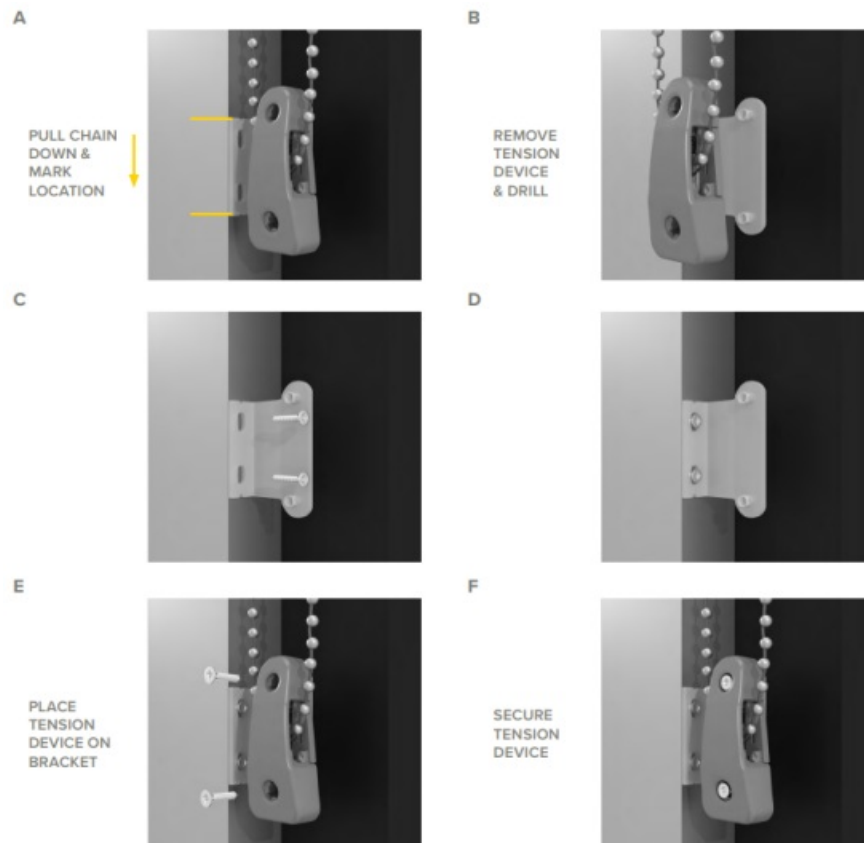 A
PULL CHAIN
DOWN &
MARK
LOCATION
B
REMOVE
TENSION
DEVICE
& DRILL
C
D
E
PLACE
TENSION
DEVICE ON
BRACKET
F
SECURE
TENSION
DEVICE